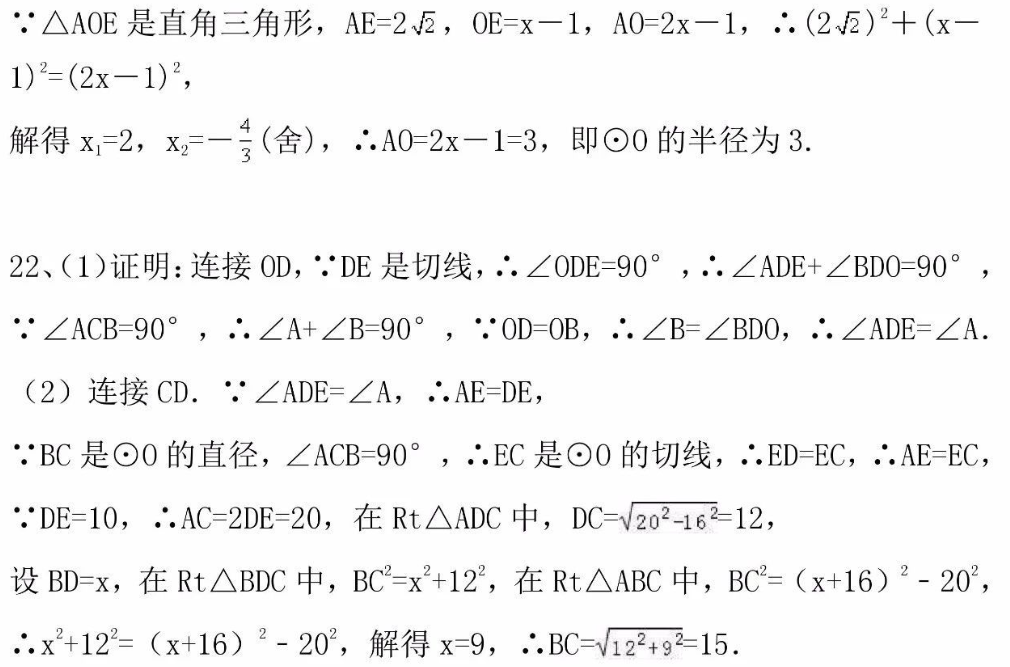 ∵△AOE是直角三角形，AE=2√2，OE=x－1，AO=2x－1，∴(2√2)²＋(x－
1)²=(2x－1)²，
解得 x₁=2，x₂=－4/3(舍)，∴AO=2x－1=3，即⊙O的半径为3.
22、(1)证明:连接OD，∵DE是切线，∴∠ODE=90°，∴∠ADE+∠BDO=90°，
∵∠ACB=90°，∴∠A+∠B=90°，∵OD=OB，∴∠B=∠BDO，∴∠ADE=∠A.
（2）连接CD. ∵∠ADE=∠A，∴AE=DE，
∵BC是⊙O的直径，∠ACB=90°，∴EC是⊙O的切线，∴ED=EC，∴AE=EC，
∵DE=10，∴AC=2DE=20，在Rt△ADC中，DC=√(20²-16²)=12，
设BD=x，在Rt△BDC中，BC²=x²+12²，在Rt△ABC中，BC²=（x+16）²﹣20²，
∴x²+12²=（x+16）²﹣20²，解得x=9，∴BC=√(12²+9²)=15.